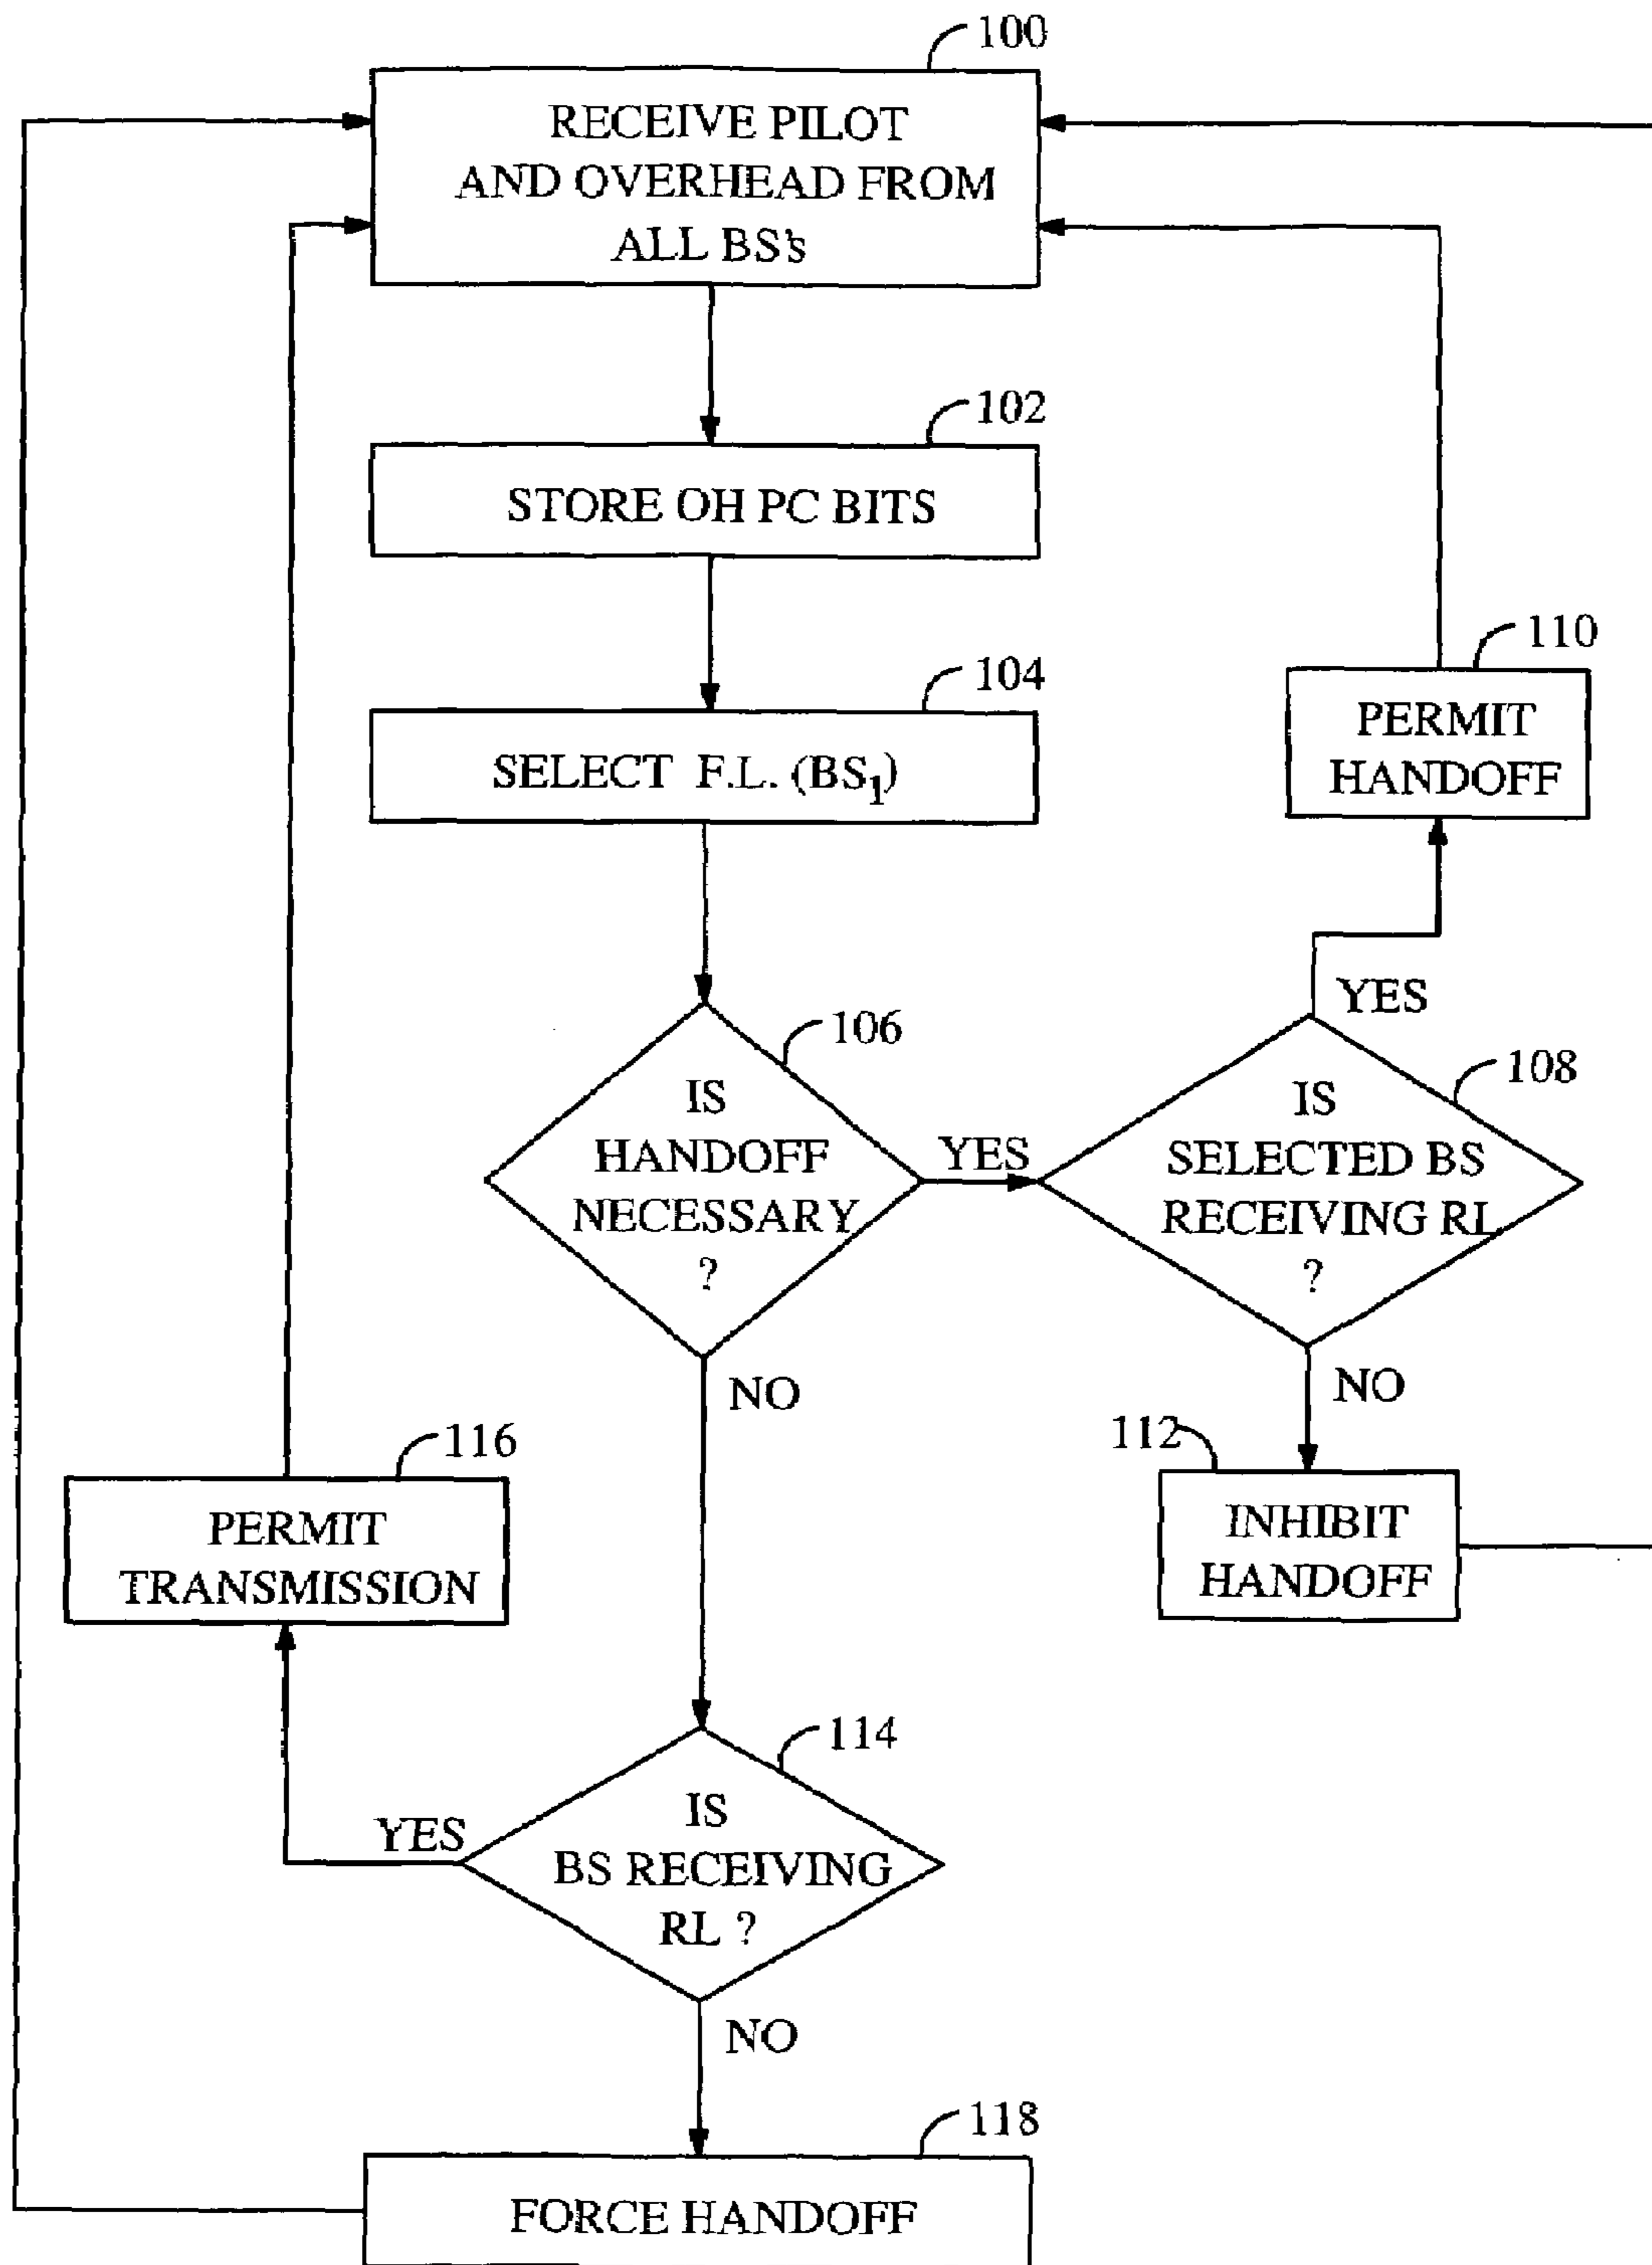 100
RECEIVE PILOT
AND OVERHEAD FROM
ALL BS's
102
STORE OH PC BITS
104
SELECT F.L. (BS₁)
110
PERMIT
HANDOFF
YES
106
IS
HANDOFF
NECESSARY
?
YES
108
IS
SELECTED BS
RECEIVING RL
?
NO
NO
112
INHIBIT
HANDOFF
116
PERMIT
TRANSMISSION
114
IS
BS RECEIVING
RL ?
YES
NO
118
FORCE HANDOFF